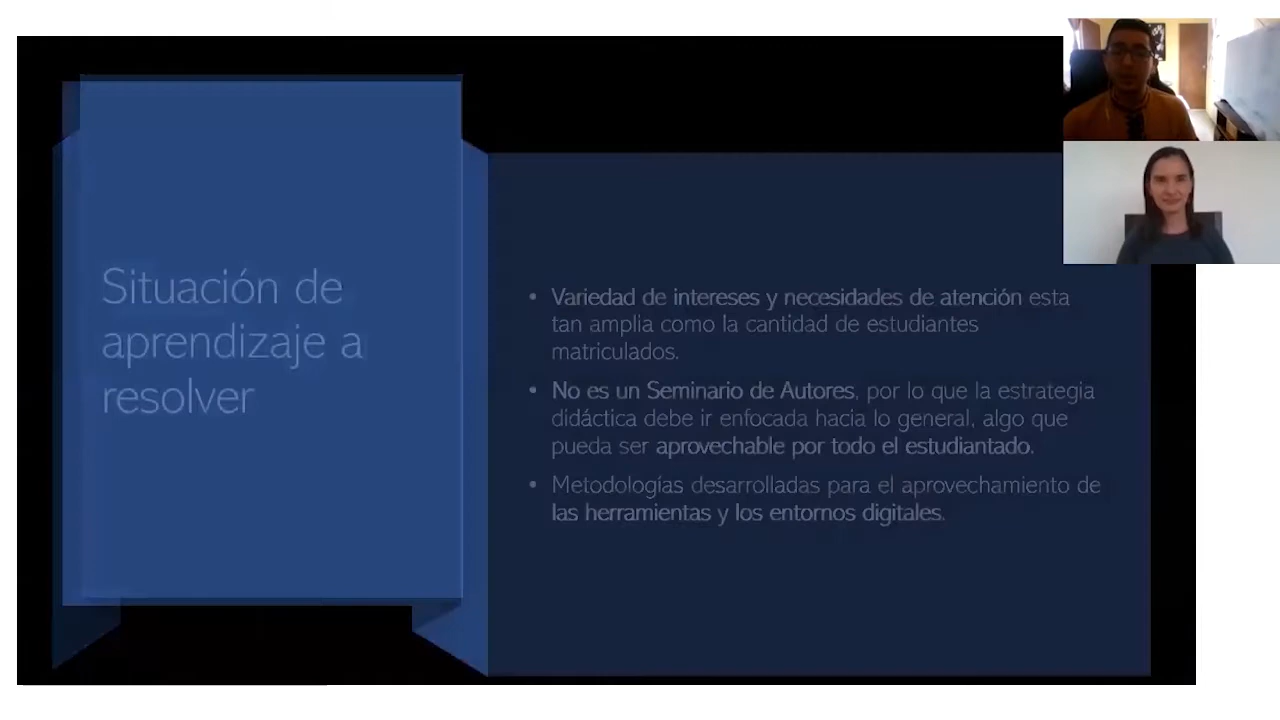 Situación de
aprendizaje a
resolver
• Variedad de intereses y necesidades de atención esta
tan amplia como la cantidad de estudiantes
matriculados.
• No es un Seminario de Autores, por lo que la estrategia
didáctica debe ir enfocada hacia lo general, algo que
pueda ser aprovechable por todo el estudiantado.
• Metodologías desarrolladas para el aprovechamiento de
las herramientas y los entornos digitales.